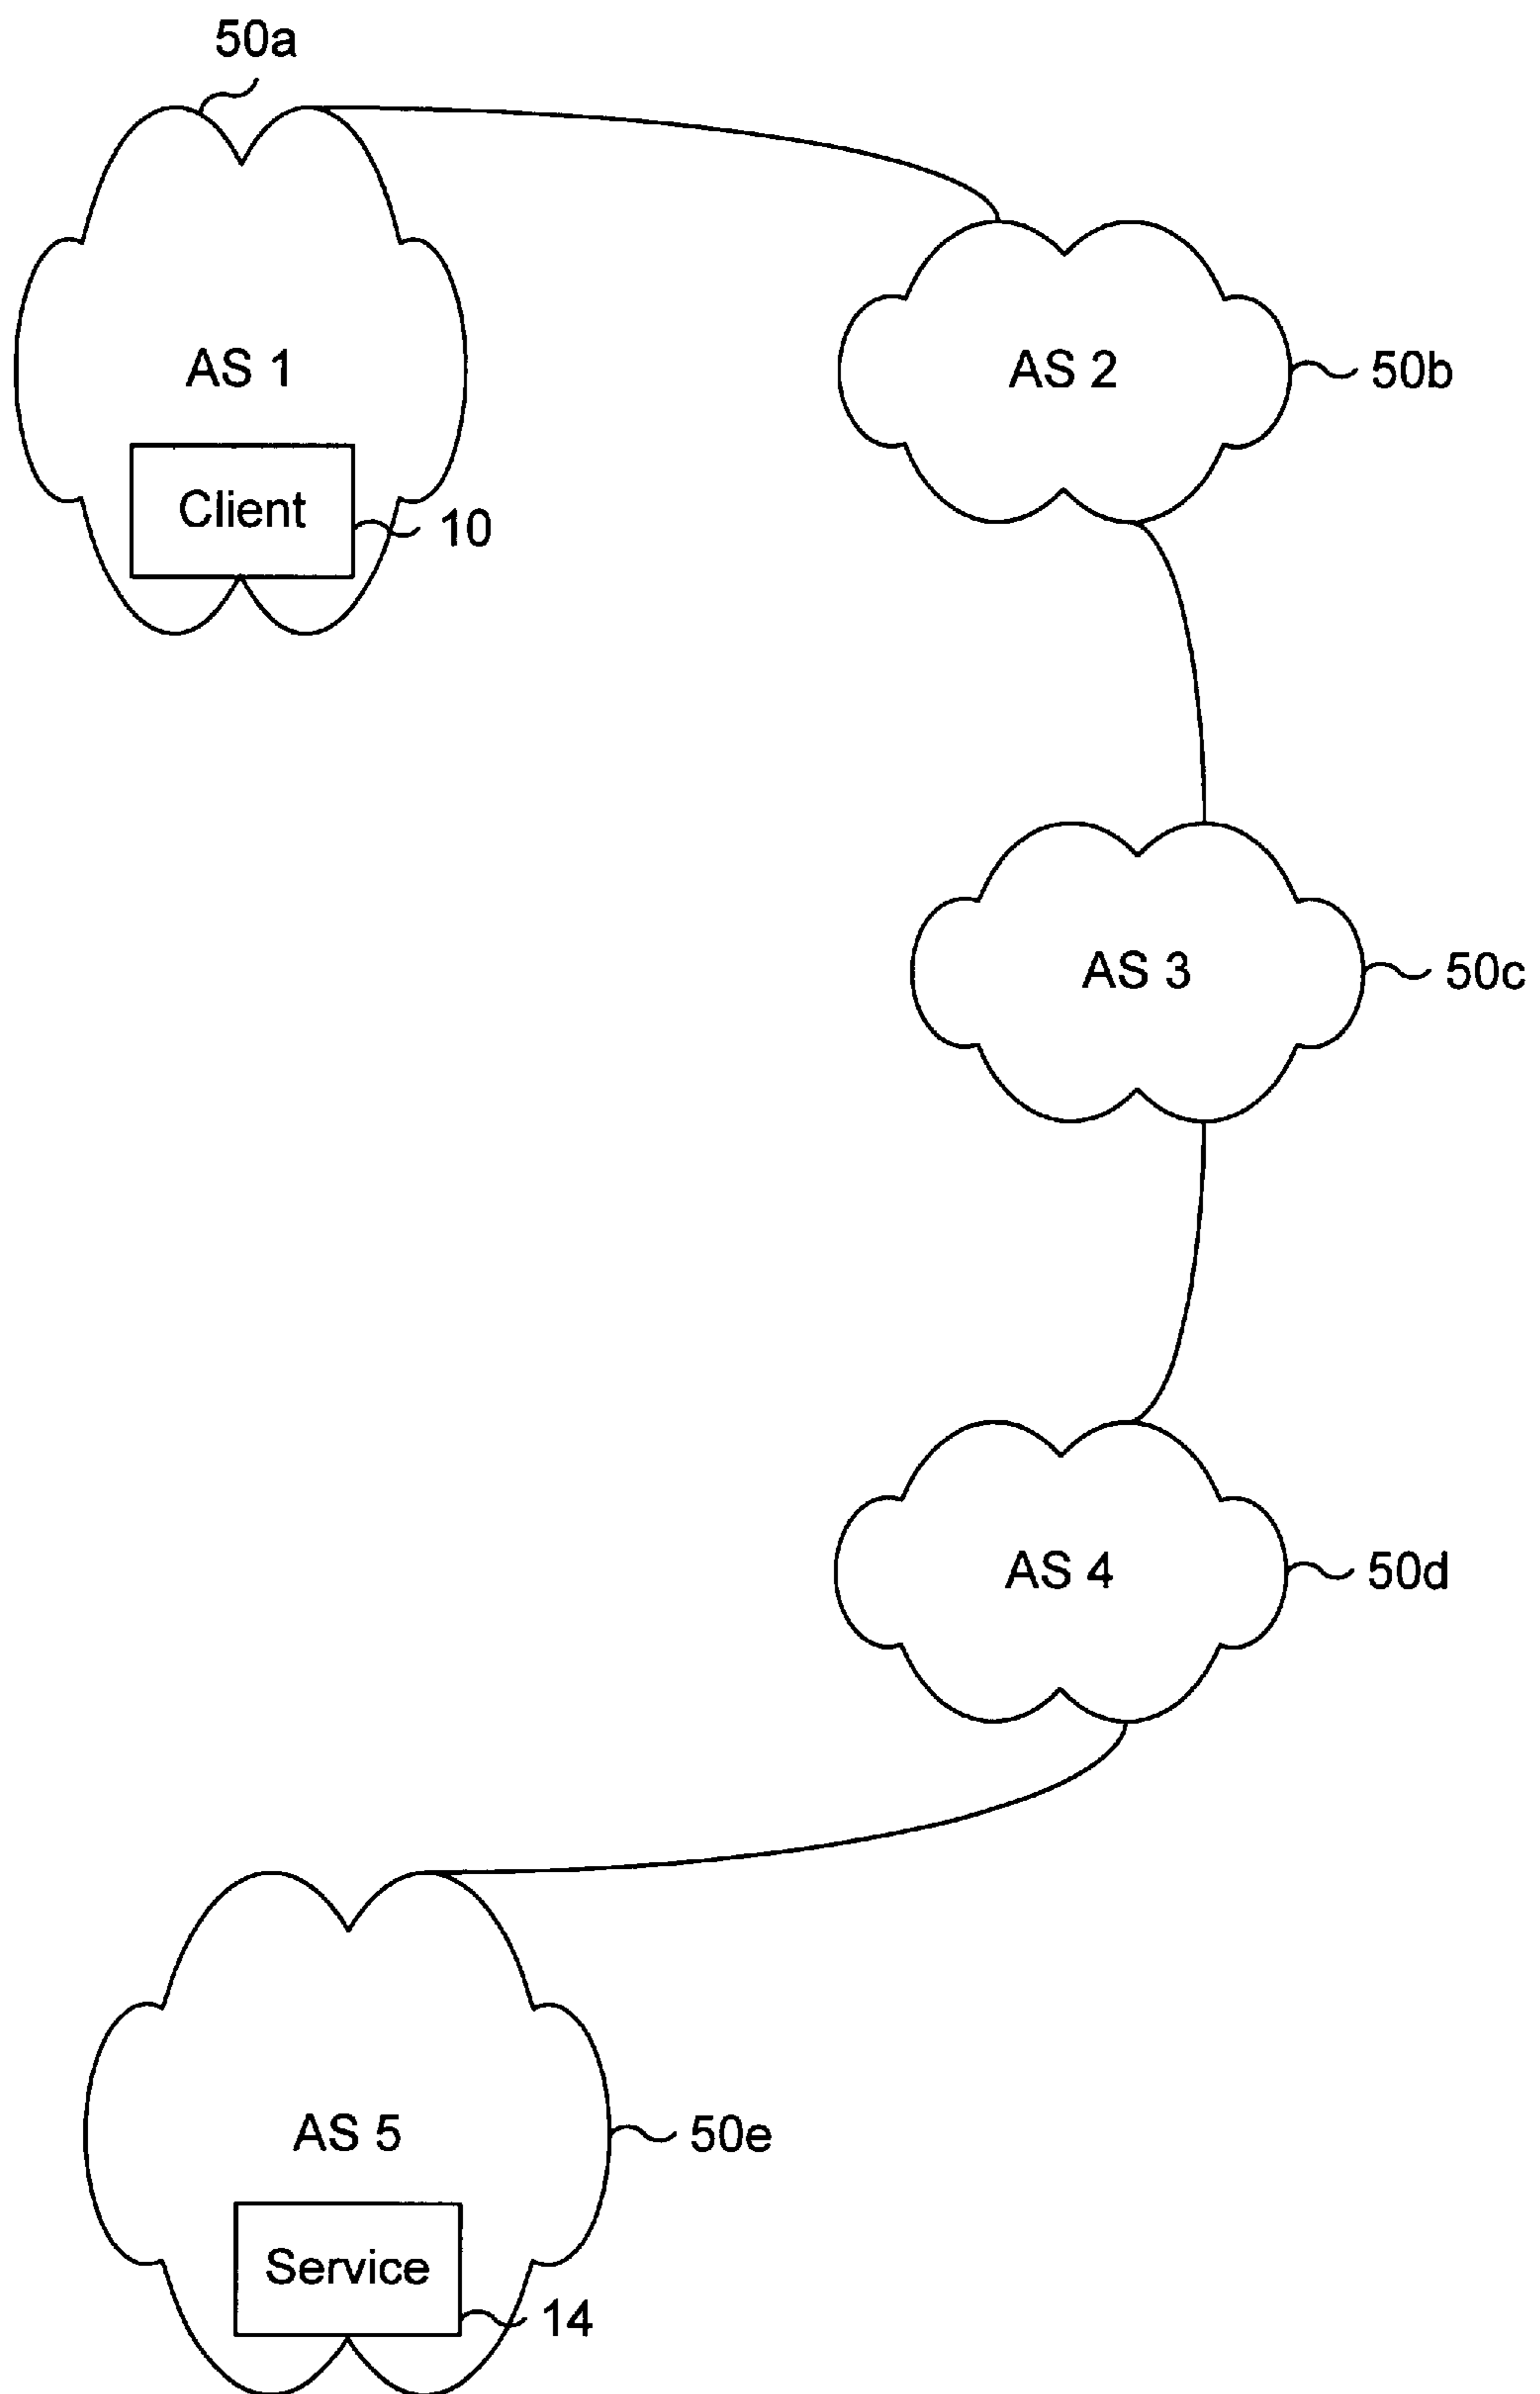 50a
AS 1
Client
10
AS 2
50b
AS 3
50c
AS 4
50d
AS 5
50e
Service
14